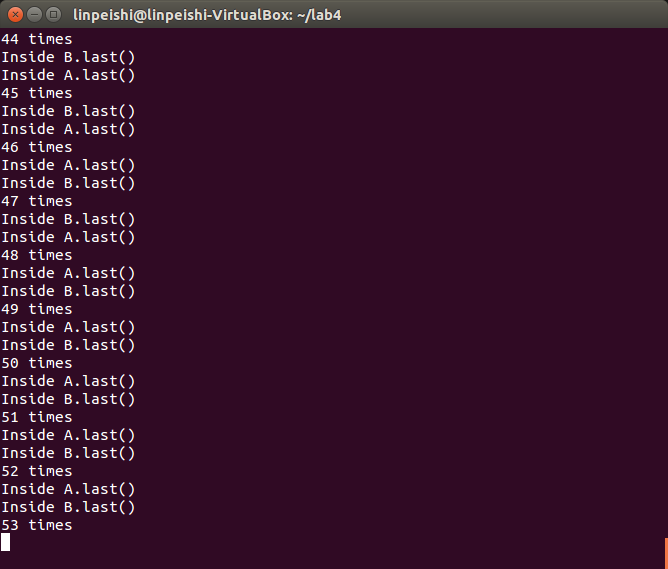 linpeishi@linpeishi-VirtualBox: ~/lab4
44 times
Inside B.last()
Inside A.last()
45 times
Inside B.last()
Inside A.last()
46 times
Inside A.last()
Inside B.last()
47 times
Inside B.last()
Inside A.last()
48 times
Inside A.last()
Inside B.last()
49 times
Inside A.last()
Inside B.last()
50 times
Inside A.last()
Inside B.last()
51 times
Inside A.last()
Inside B.last()
52 times
Inside A.last()
Inside B.last()
53 times